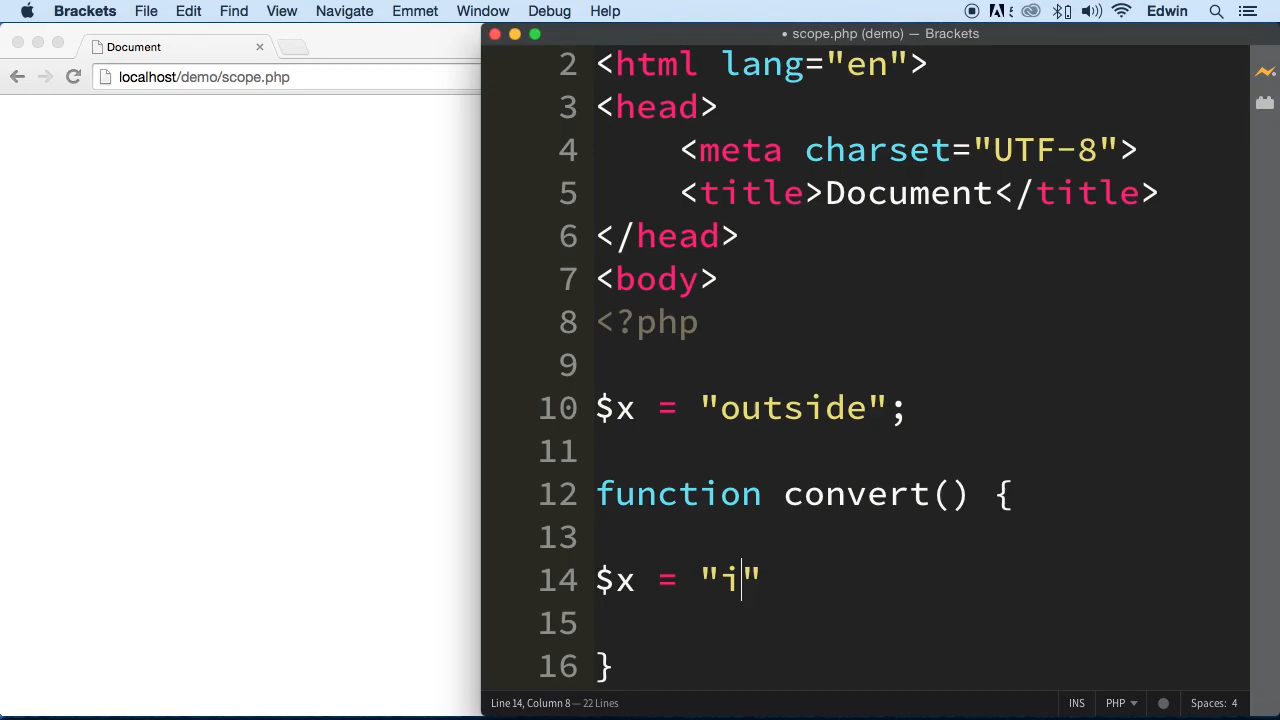 Brackets File Edit Find View Navigate Emmet Window Debug Help 5 Edwin
Document
localhost/demo/scope.php
• scope.php (demo) — Brackets
2 <html lang="en">
3 <head>
4 <meta charset="UTF-8">
5 <title>Document</title>
6 </head>
7 <body>
8 <?php
9
10 $x = "outside";
11
12 function convert() {
13
14 $x = "i"
15
16 }
Line 14, Column 8 — 22 Lines INS PHP Spaces: 4